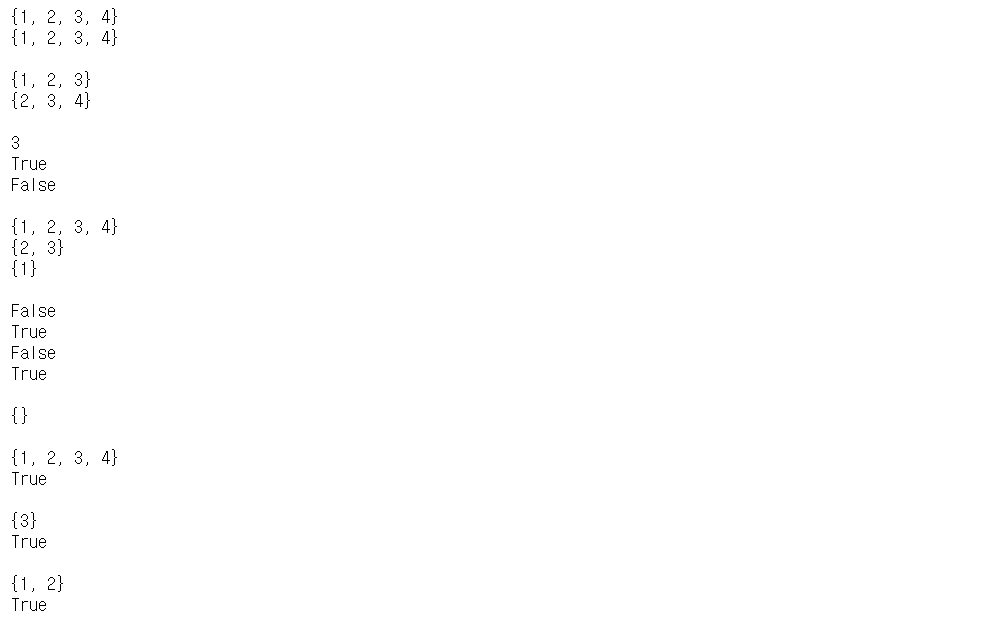 {1, 2, 3, 4}
{1, 2, 3, 4}
{1, 2, 3}
{2, 3, 4}
3
True
False
{1, 2, 3, 4}
{2, 3}
{1}
False
True
False
True
{}
{1, 2, 3, 4}
True
{3}
True
{1, 2}
True